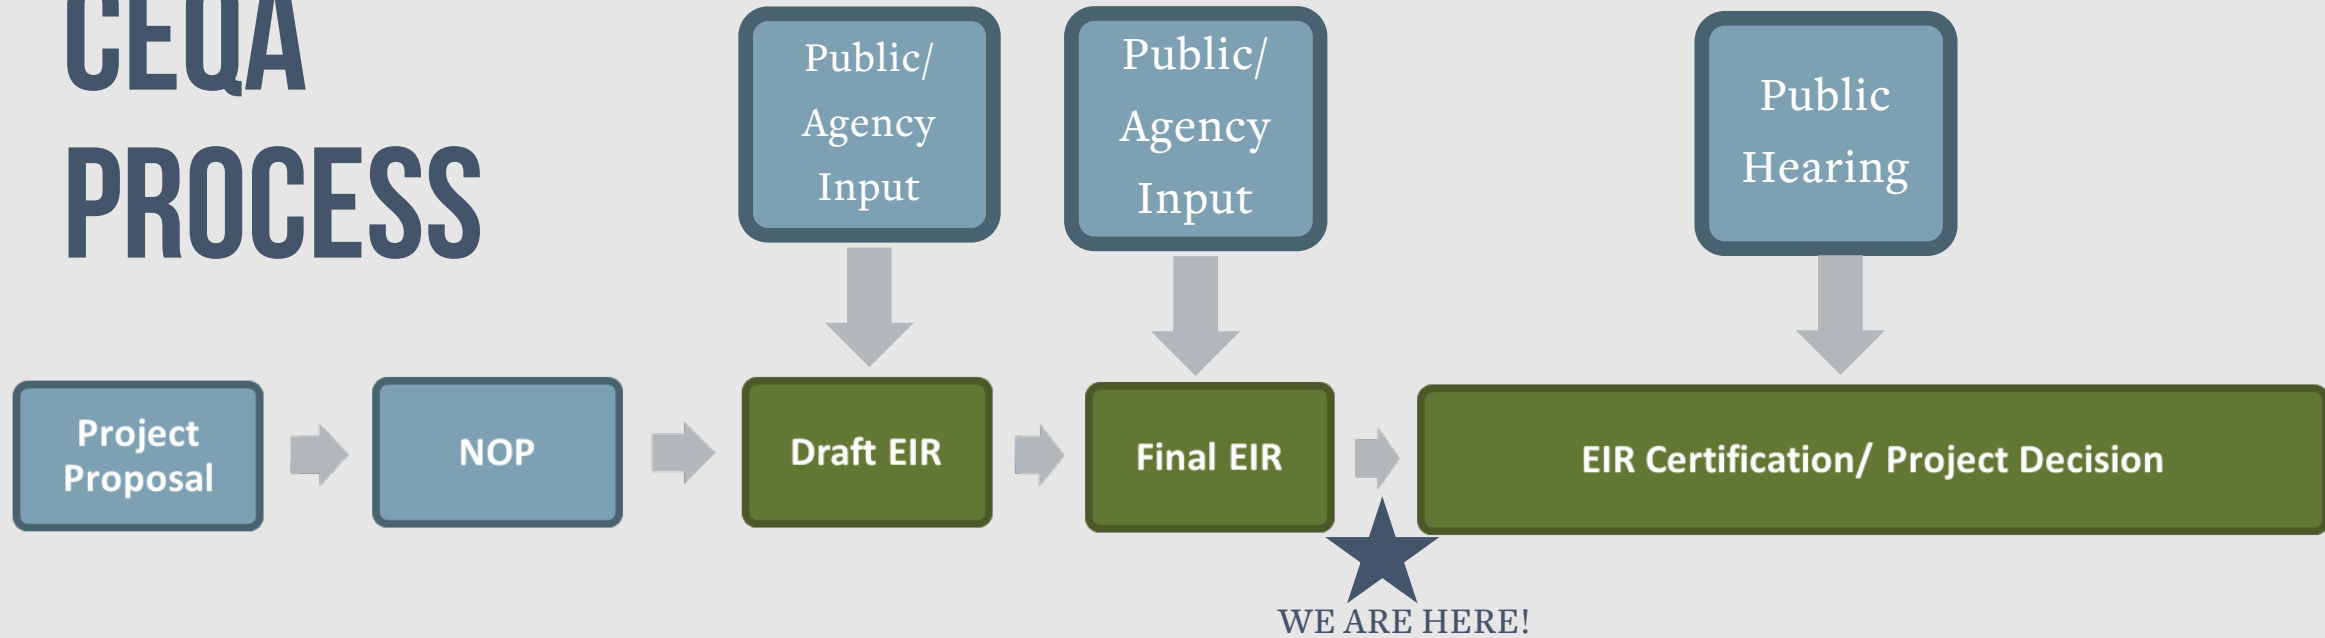 CEQA
PROCESS
Public/
Agency
Input
Public/
Agency
Input
Public
Hearing
Project
Proposal
NOP
Draft EIR
Final EIR
EIR Certification/ Project Decision
WE ARE HERE!